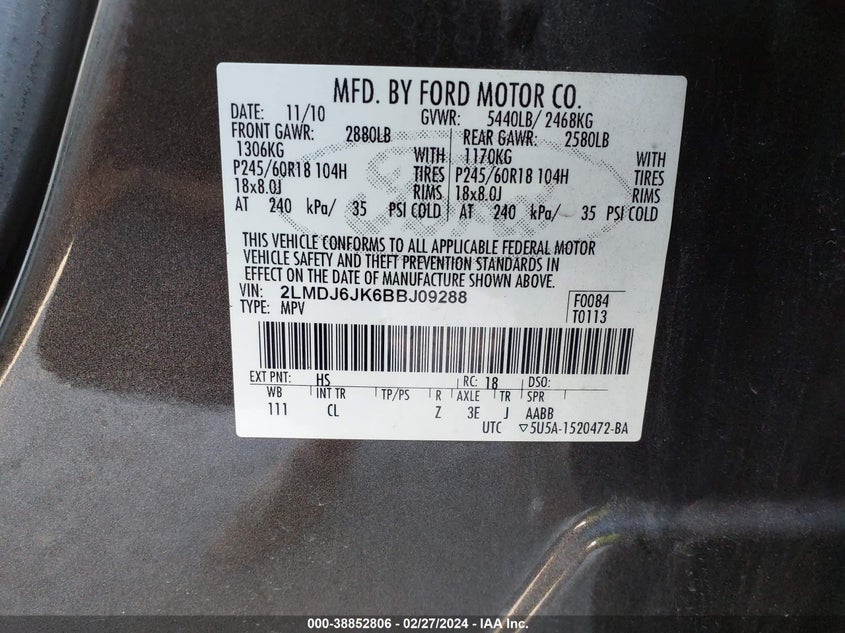 MFD. BY FORD MOTOR CO.
DATE: 11/10 GVWR: 5440LB/ 2468KG
FRONT GAWR: 2880LB REAR GAWR: 2580LB
1306KG WITH 1170KG WITH
P245/60R18 104H TIRES P245/60R18 104H TIRES
18x8.0J RIMS 18x8.0J RIMS
AT 240 kPa/ 35 PSI COLD AT 240 kPa/ 35 PSI COLD
THIS VEHICLE CONFORMS TO ALL APPLICABLE FEDERAL MOTOR
VEHICLE SAFETY AND THEFT PREVENTION STANDARDS IN
EFFECT ON THE DATE OF MANUFACTURE SHOWN ABOVE.
VIN: 2LMDJ6JK6BBJ09288 F0084
TYPE: MPV T0113
EXT PNT: HS RC: 18 DSO:
WB INT TR TP/PS R AXLE TR SPR
111 CL Z 3E J AABB
UTC ▽5U5A-1520472-BA
000-38852806 - 02/27/2024 - IAA Inc.